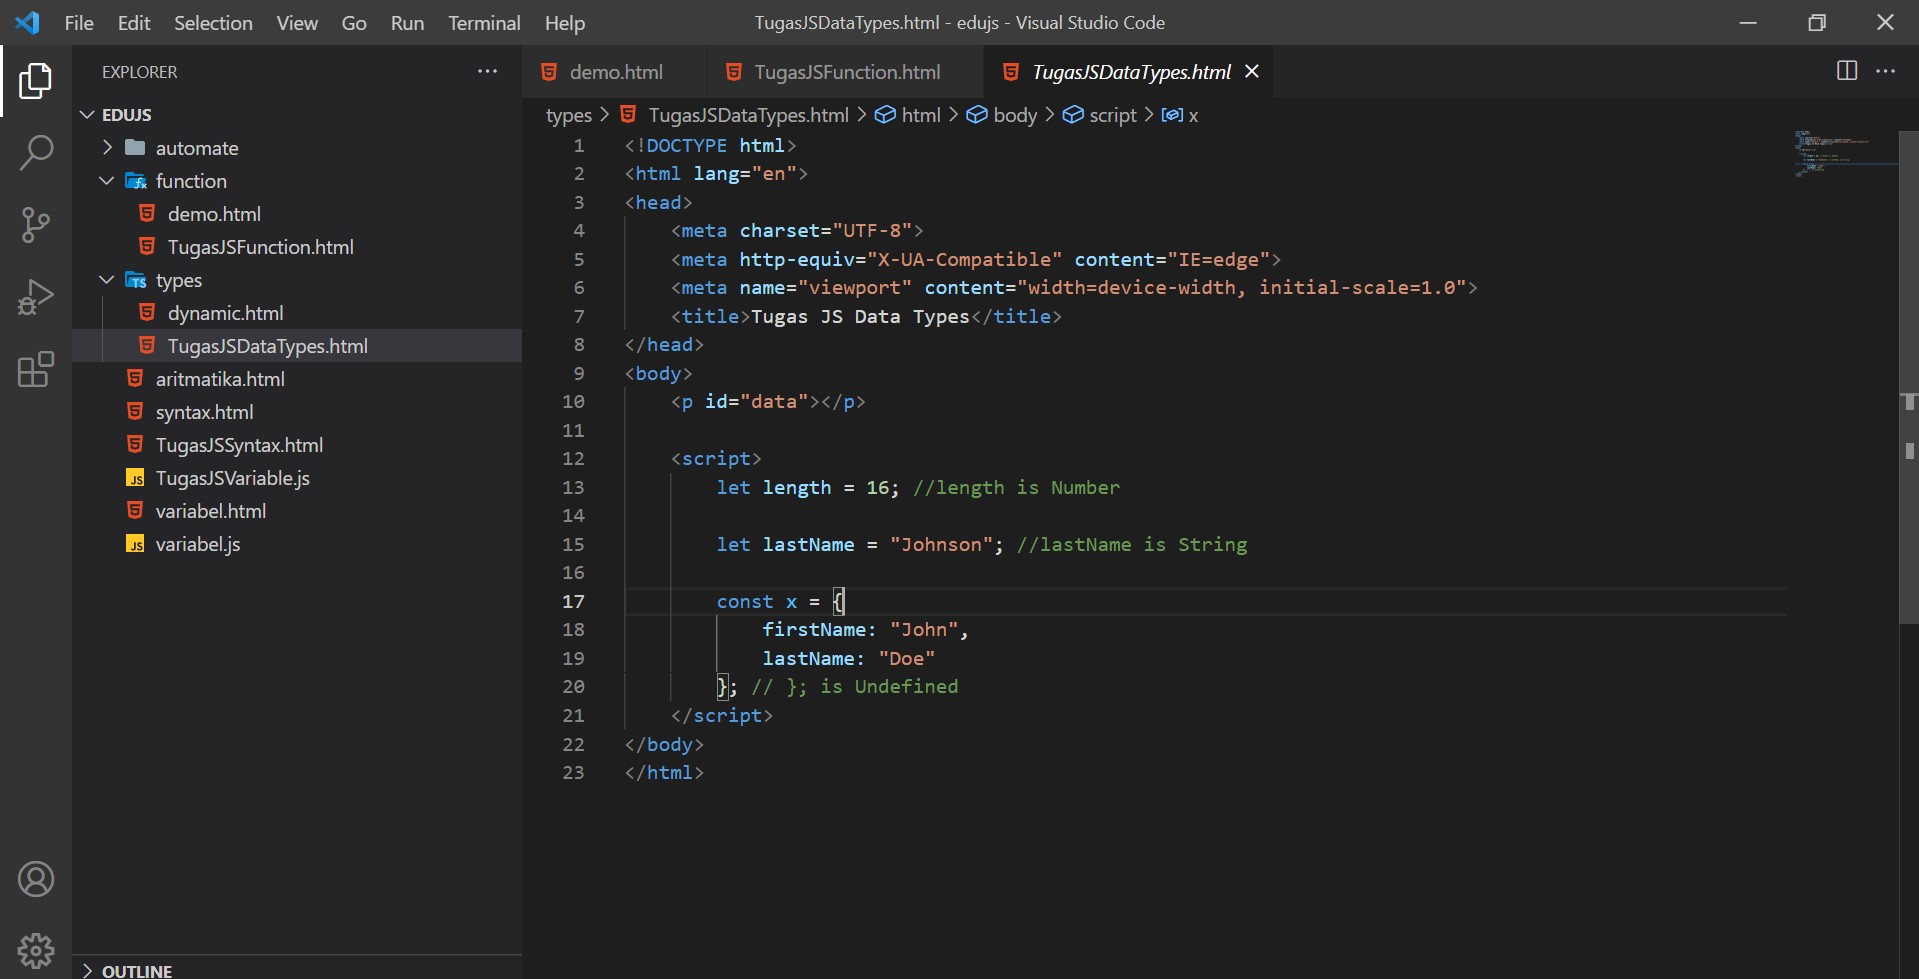 File Edit Selection View Go Run Terminal Help TugasJSDataTypes.html - edujs - Visual Studio Code
EXPLORER
EDUJS
automate
function
demo.html
TugasJSFunction.html
types
dynamic.html
TugasJSDataTypes.html
aritmatika.html
syntax.html
TugasJSSyntax.html
TugasJSVariable.js
variabel.html
variabel.js
OUTLINE
demo.html TugasJSFunction.html TugasJSDataTypes.html
types > TugasJSDataTypes.html > html > body > script > x
1 <!DOCTYPE html>
2 <html lang="en">
3 <head>
4     <meta charset="UTF-8">
5     <meta http-equiv="X-UA-Compatible" content="IE=edge">
6     <meta name="viewport" content="width=device-width, initial-scale=1.0">
7     <title>Tugas JS Data Types</title>
8 </head>
9 <body>
10     <p id="data"></p>
11
12     <script>
13         let length = 16; //length is Number
14
15         let lastName = "Johnson"; //lastName is String
16
17         const x = {
18             firstName: "John",
19             lastName: "Doe"
20         }; // }; is Undefined
21     </script>
22 </body>
23 </html>